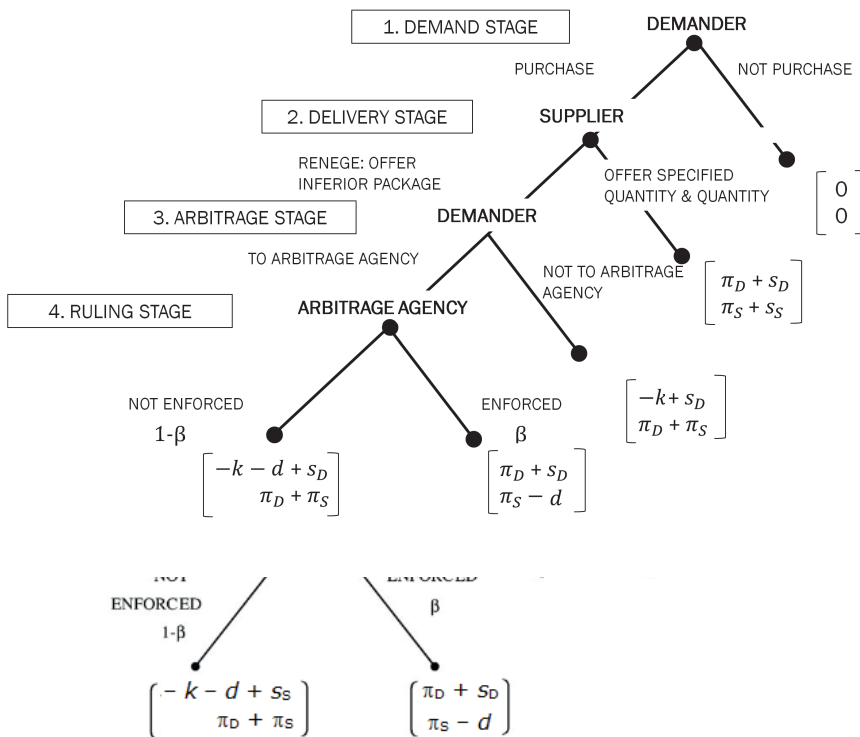 1. DEMAND STAGE
DEMANDER
PURCHASE
NOT PURCHASE
2. DELIVERY STAGE
SUPPLIER
RENEGE: OFFER
INFERIOR PACKAGE
OFFER SPECIFIED
QUANTITY & QUANTITY
0
0
3. ARBITRAGE STAGE
DEMANDER
TO ARBITRAGE AGENCY
NOT TO ARBITRAGE
AGENCY
π_D + s_D
π_S + s_S
4. RULING STAGE
ARBITRAGE AGENCY
NOT ENFORCED
1-β
ENFORCED
β
-k + s_D
π_D + π_S
-k - d + s_D
π_D + π_S
π_D + s_D
π_S - d
NOT
ENFORCED
1-β
ENFORCED
β
- k - d + s_S
π_D + π_S
π_D + s_D
π_S - d